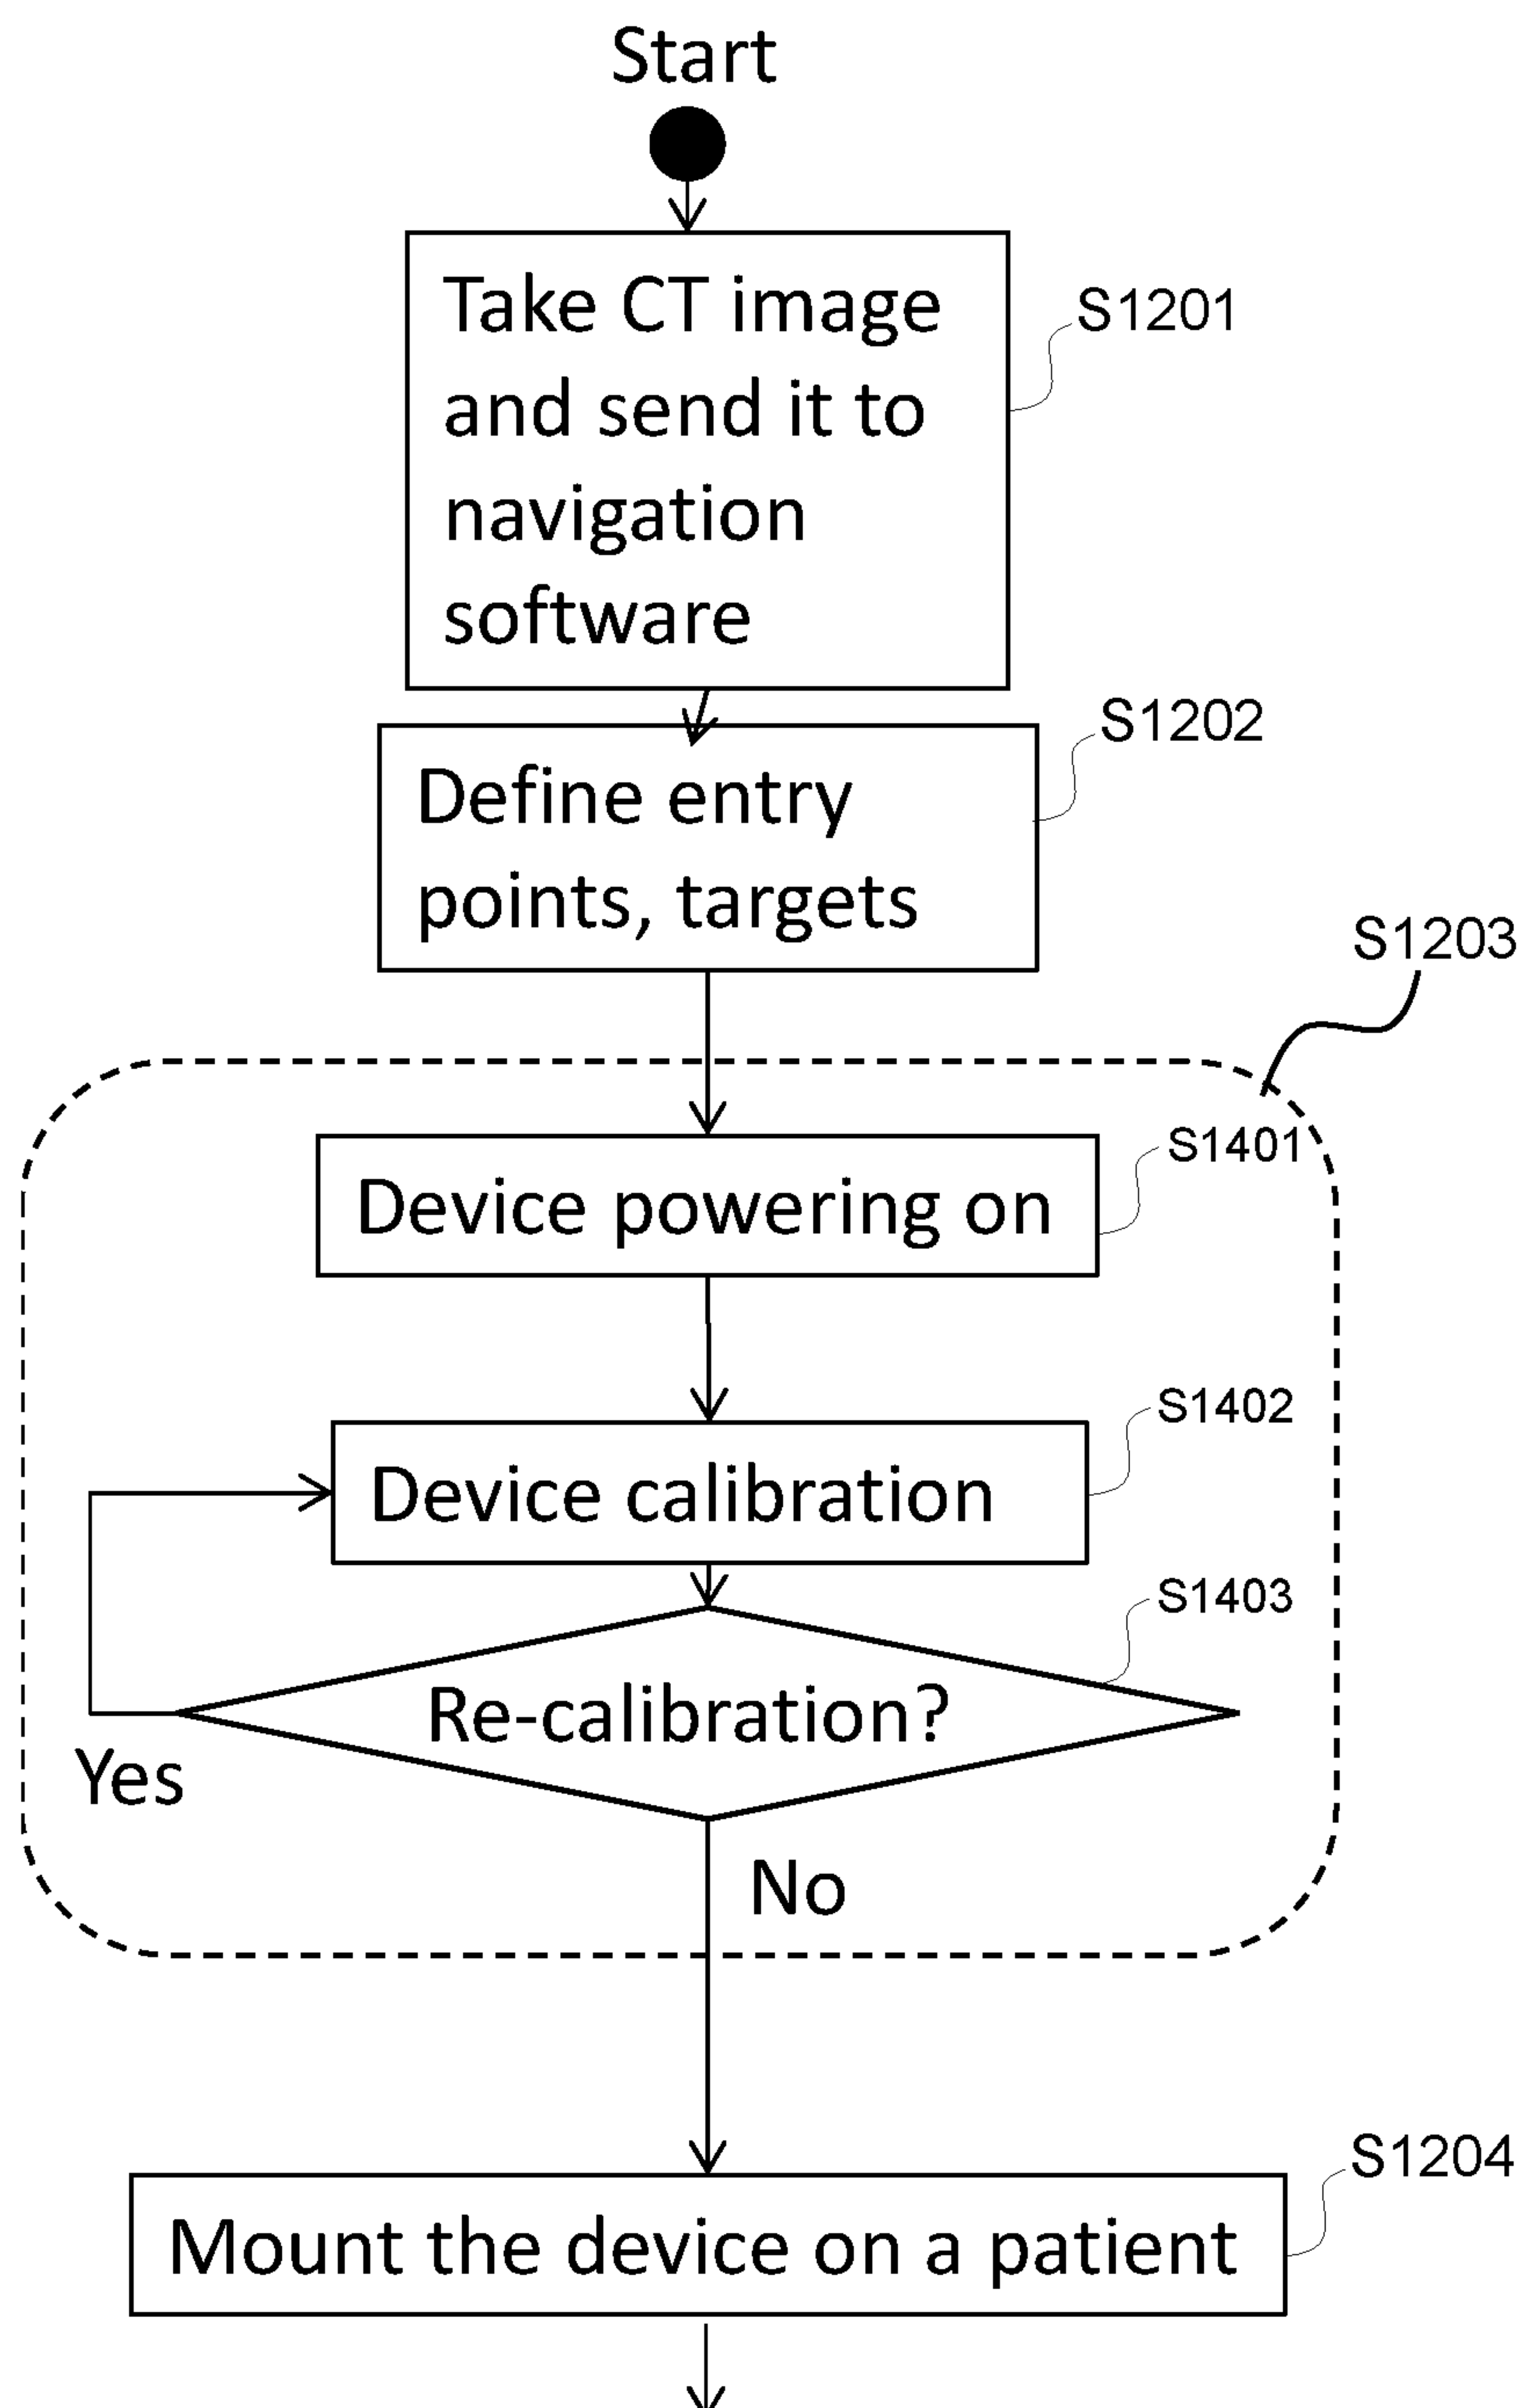 Start
Take CT image
and send it to
navigation
software
S1201
Define entry
points, targets
S1202
S1203
Device powering on
S1401
Device calibration
S1402
Re-calibration?
S1403
Yes
No
Mount the device on a patient
S1204